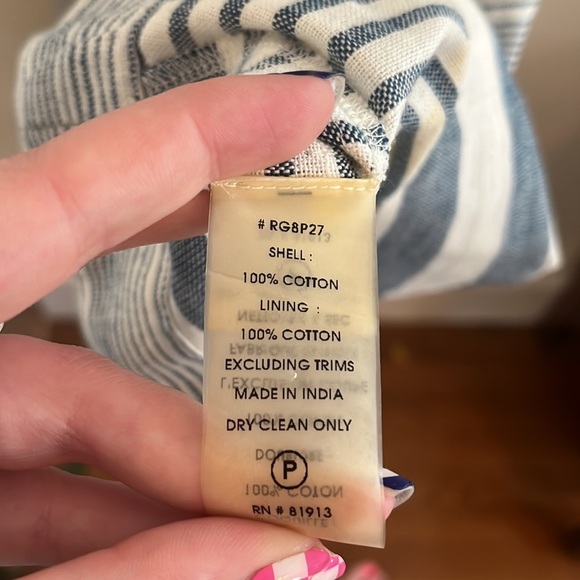 # RG8P27
SHELL :
100% COTTON
LINING :
100% COTTON
EXCLUDING TRIMS
MADE IN INDIA
DRY CLEAN ONLY
P
RN # 81913